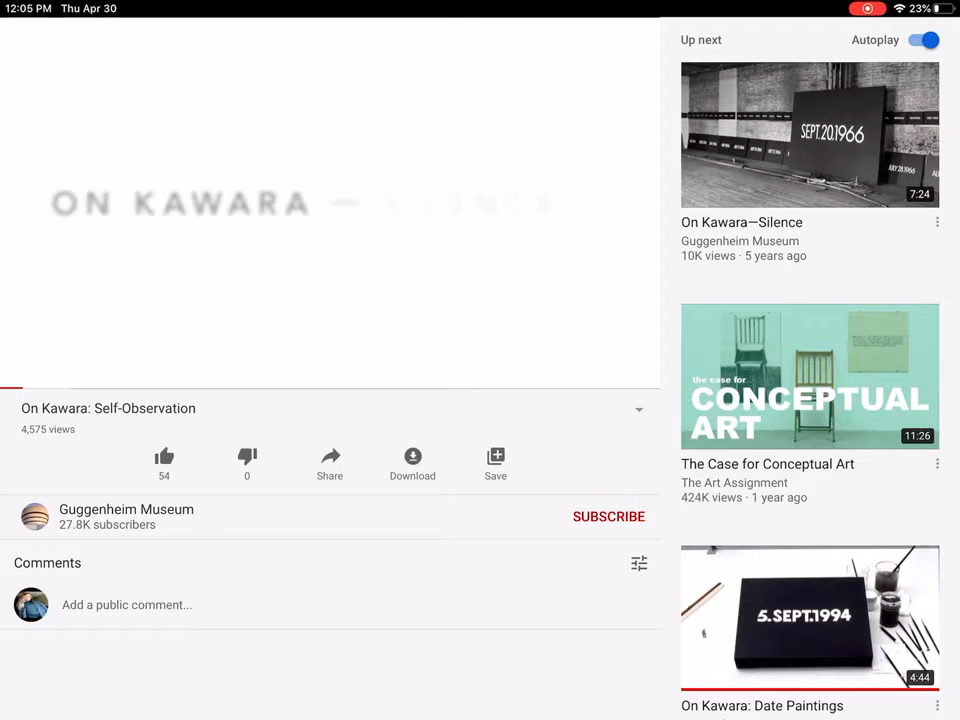 12:05 PM Thu Apr 30
23%
ON KAWARA — SILENCE
On Kawara: Self-Observation
4,575 views
54
0
Share
Download
Save
Guggenheim Museum
27.8K subscribers
SUBSCRIBE
Comments
Add a public comment...
Up next
Autoplay
SEPT.20.1966
JULY 28.1966
7:24
On Kawara—Silence
Guggenheim Museum
10K views · 5 years ago
the case for
CONCEPTUAL
ART
11:26
The Case for Conceptual Art
The Art Assignment
424K views · 1 year ago
5.SEPT.1994
4:44
On Kawara: Date Paintings